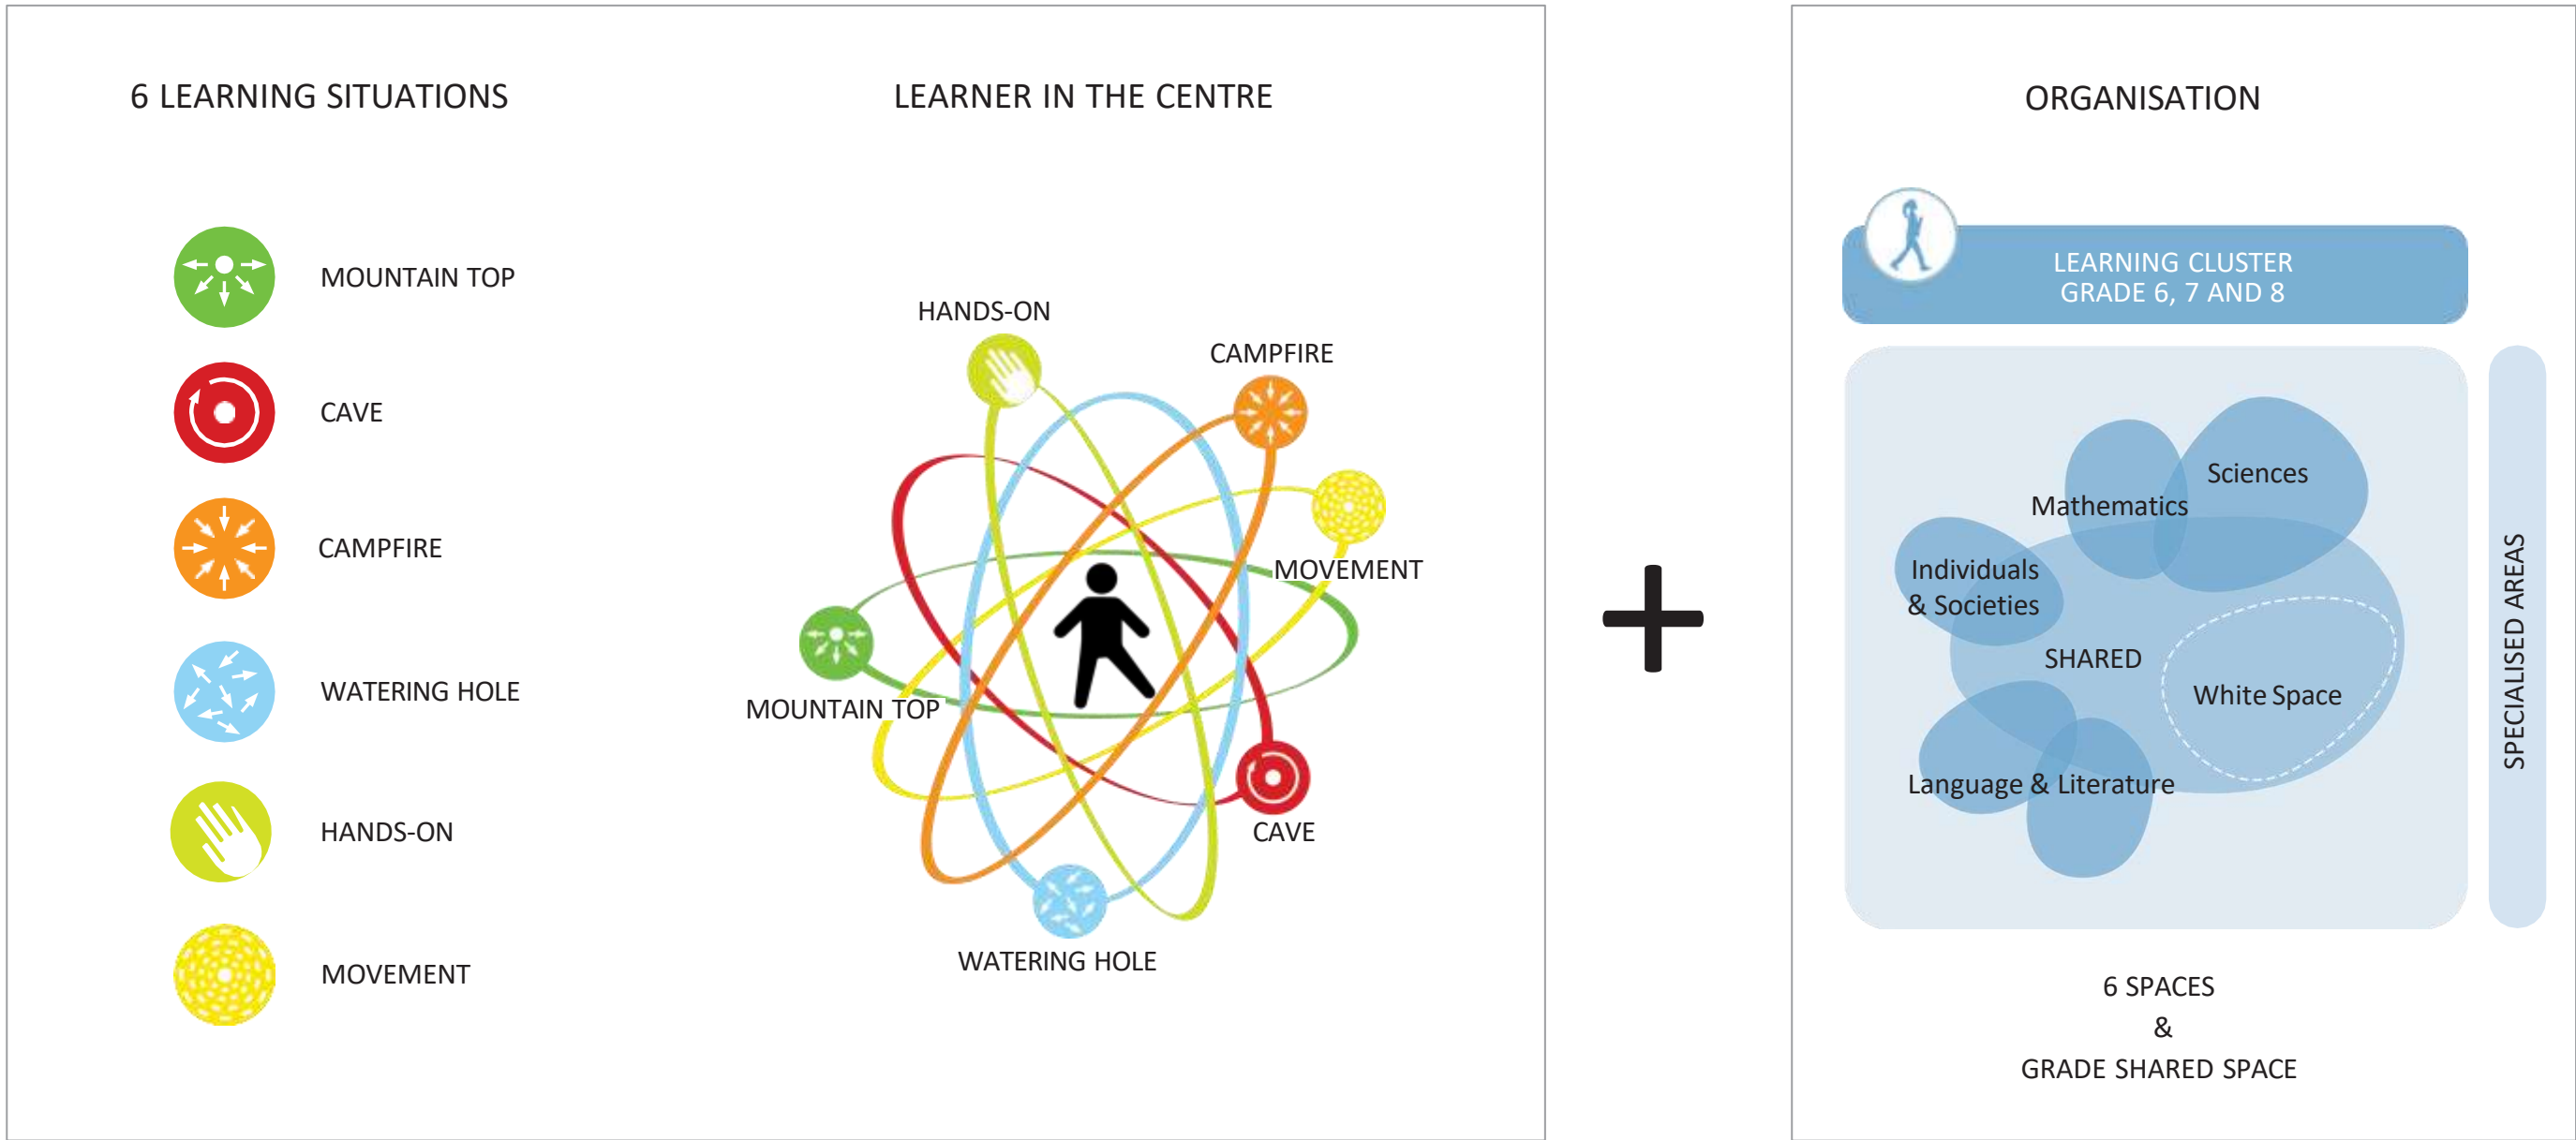 6 LEARNING SITUATIONS
MOUNTAIN TOP
CAVE
CAMPFIRE
WATERING HOLE
HANDS-ON
MOVEMENT
LEARNER IN THE CENTRE
HANDS-ON
CAMPFIRE
MOVEMENT
MOUNTAIN TOP
CAVE
WATERING HOLE
+
ORGANISATION
LEARNING CLUSTER
GRADE 6, 7 AND 8
Sciences
Mathematics
Individuals
& Societies
SHARED
White Space
Language & Literature
SPECIALISED AREAS
6 SPACES
&
GRADE SHARED SPACE